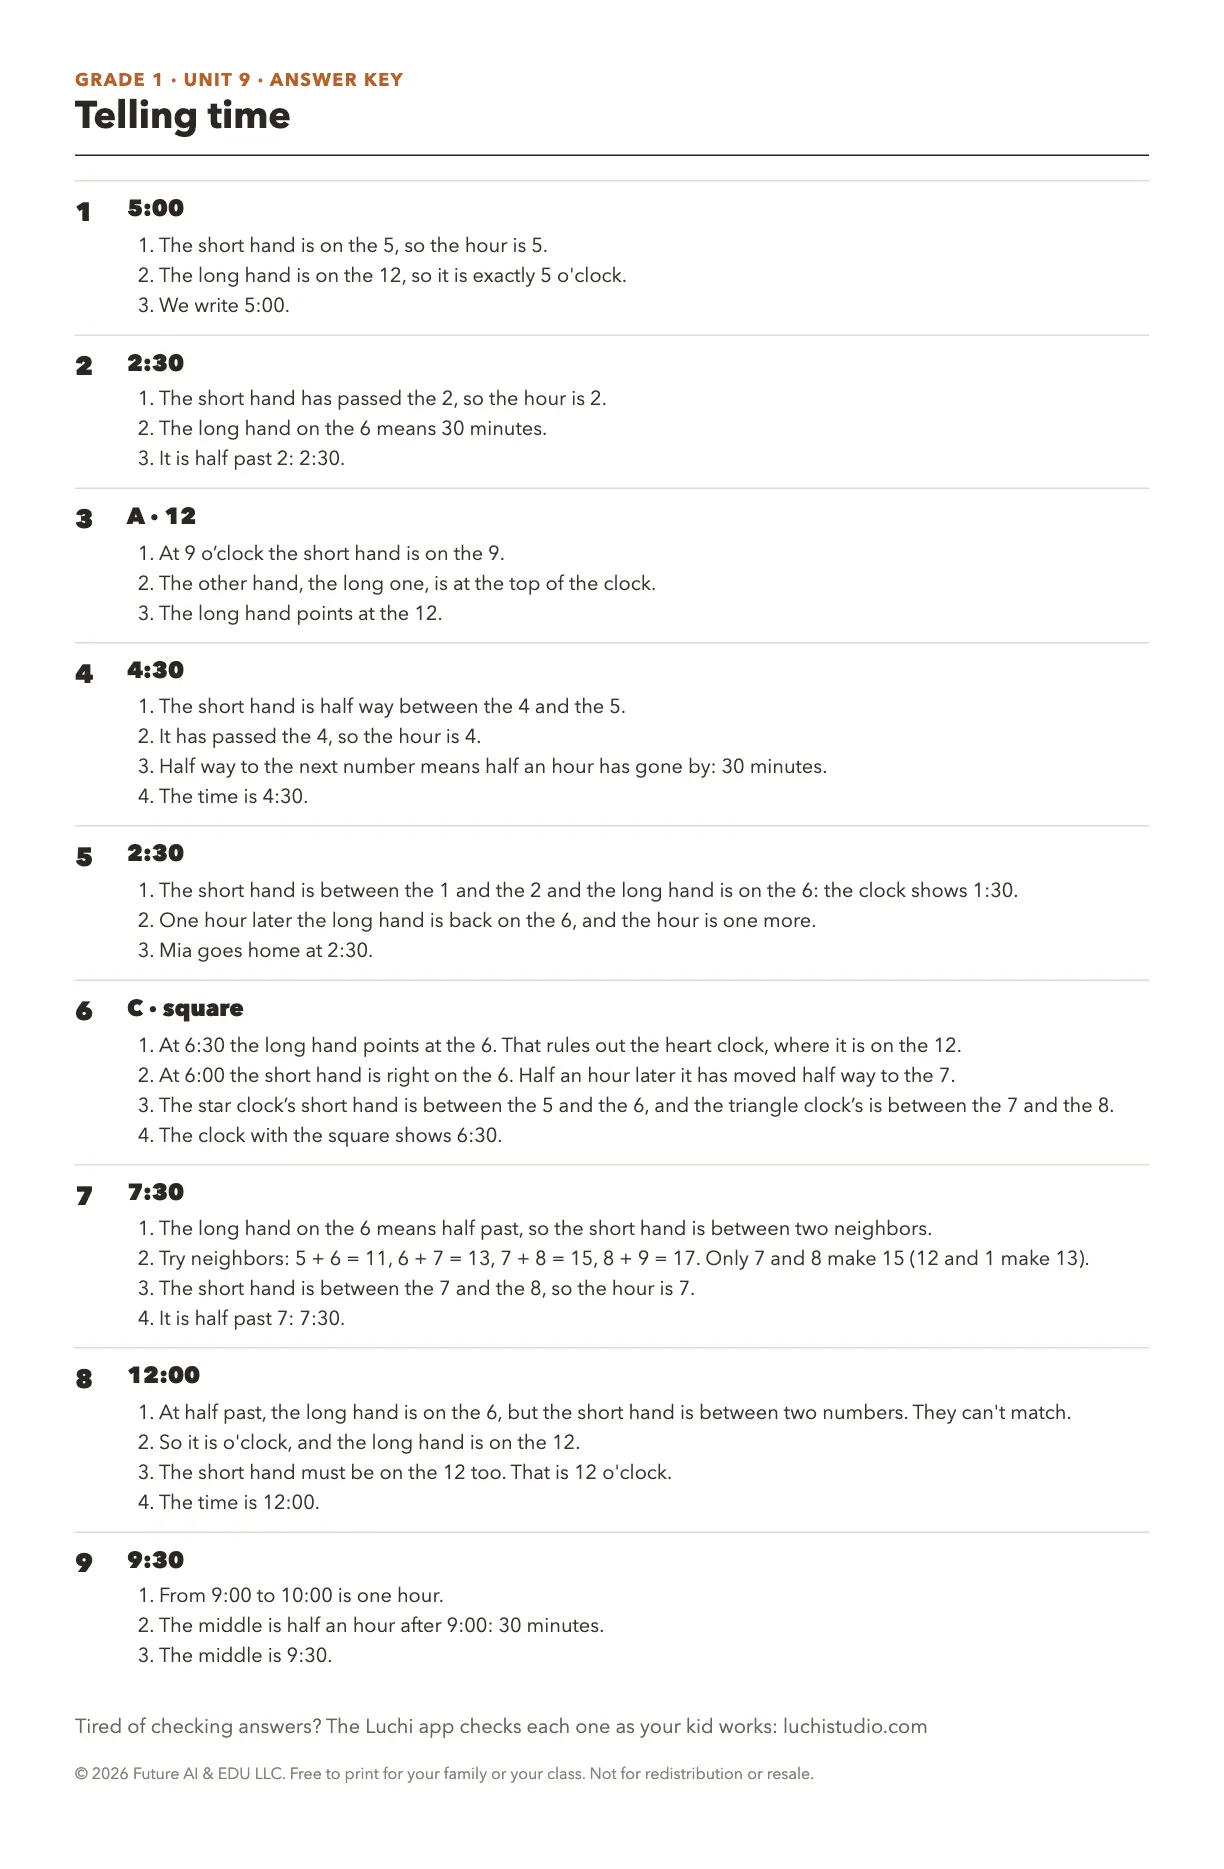 GRADE 1 · UNIT 9 · ANSWER KEY
Telling time
1 5:00
1. The short hand is on the 5, so the hour is 5.
2. The long hand is on the 12, so it is exactly 5 o'clock.
3. We write 5:00.
2 2:30
1. The short hand has passed the 2, so the hour is 2.
2. The long hand on the 6 means 30 minutes.
3. It is half past 2: 2:30.
3 A · 12
1. At 9 o’clock the short hand is on the 9.
2. The other hand, the long one, is at the top of the clock.
3. The long hand points at the 12.
4 4:30
1. The short hand is half way between the 4 and the 5.
2. It has passed the 4, so the hour is 4.
3. Half way to the next number means half an hour has gone by: 30 minutes.
4. The time is 4:30.
5 2:30
1. The short hand is between the 1 and the 2 and the long hand is on the 6: the clock shows 1:30.
2. One hour later the long hand is back on the 6, and the hour is one more.
3. Mia goes home at 2:30.
6 C · square
1. At 6:30 the long hand points at the 6. That rules out the heart clock, where it is on the 12.
2. At 6:00 the short hand is right on the 6. Half an hour later it has moved half way to the 7.
3. The star clock’s short hand is between the 5 and the 6, and the triangle clock’s is between the 7 and the 8.
4. The clock with the square shows 6:30.
7 7:30
1. The long hand on the 6 means half past, so the short hand is between two neighbors.
2. Try neighbors: 5 + 6 = 11, 6 + 7 = 13, 7 + 8 = 15, 8 + 9 = 17. Only 7 and 8 make 15 (12 and 1 make 13).
3. The short hand is between the 7 and the 8, so the hour is 7.
4. It is half past 7: 7:30.
8 12:00
1. At half past, the long hand is on the 6, but the short hand is between two numbers. They can't match.
2. So it is o'clock, and the long hand is on the 12.
3. The short hand must be on the 12 too. That is 12 o'clock.
4. The time is 12:00.
9 9:30
1. From 9:00 to 10:00 is one hour.
2. The middle is half an hour after 9:00: 30 minutes.
3. The middle is 9:30.
Tired of checking answers? The Luchi app checks each one as your kid works: luchistudio.com
© 2026 Future AI & EDU LLC. Free to print for your family or your class. Not for redistribution or resale.